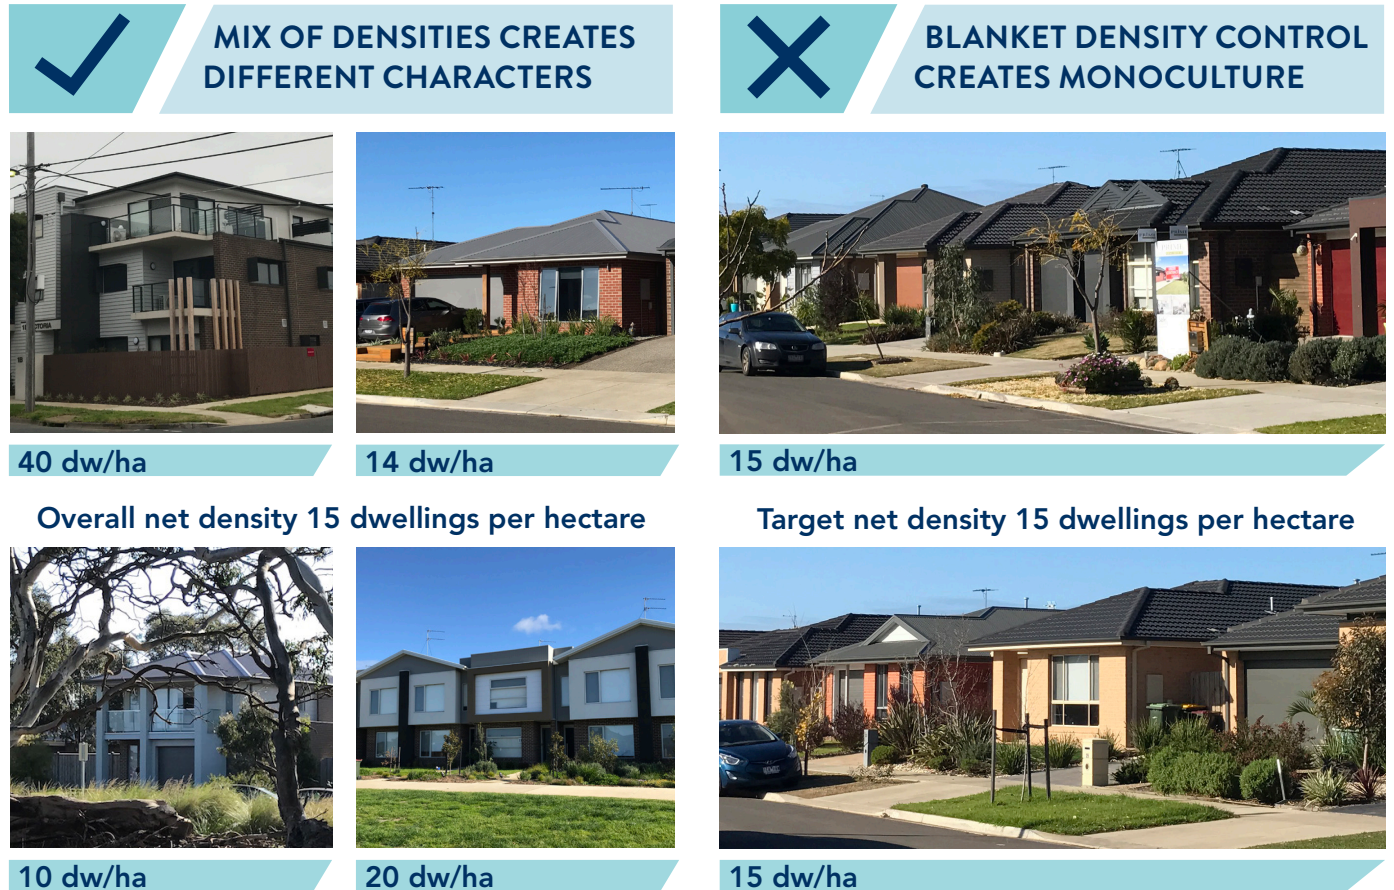 MIX OF DENSITIES CREATES
DIFFERENT CHARACTERS
BLANKET DENSITY CONTROL
CREATES MONOCULTURE
40 dw/ha
14 dw/ha
15 dw/ha
Overall net density 15 dwellings per hectare
Target net density 15 dwellings per hectare
10 dw/ha
20 dw/ha
15 dw/ha